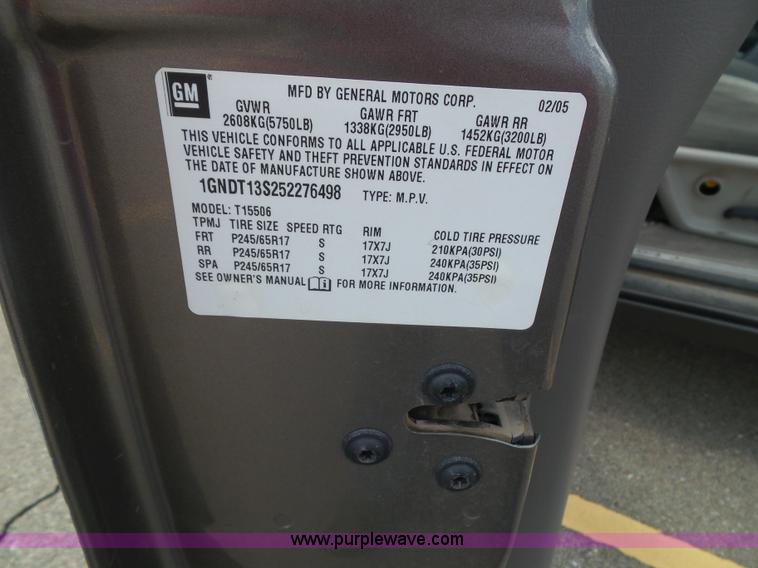 GM ® MFD BY GENERAL MOTORS CORP. 02/05
GVWR GAWR FRT GAWR RR
2608KG(5750LB) 1338KG(2950LB) 1452KG(3200LB)
THIS VEHICLE CONFORMS TO ALL APPLICABLE U.S. FEDERAL MOTOR
VEHICLE SAFETY AND THEFT PREVENTION STANDARDS IN EFFECT ON
THE DATE OF MANUFACTURE SHOWN ABOVE.
1GNDT13S252276498 TYPE: M.P.V.
MODEL: T15506
TPMJ TIRE SIZE SPEED RTG RIM COLD TIRE PRESSURE
FRT P245/65R17 S 17X7J 210KPA(30PSI)
RR P245/65R17 S 17X7J 240KPA(35PSI)
SPA P245/65R17 S 17X7J 240KPA(35PSI)
SEE OWNER'S MANUAL FOR MORE INFORMATION.
www.purplewave.com